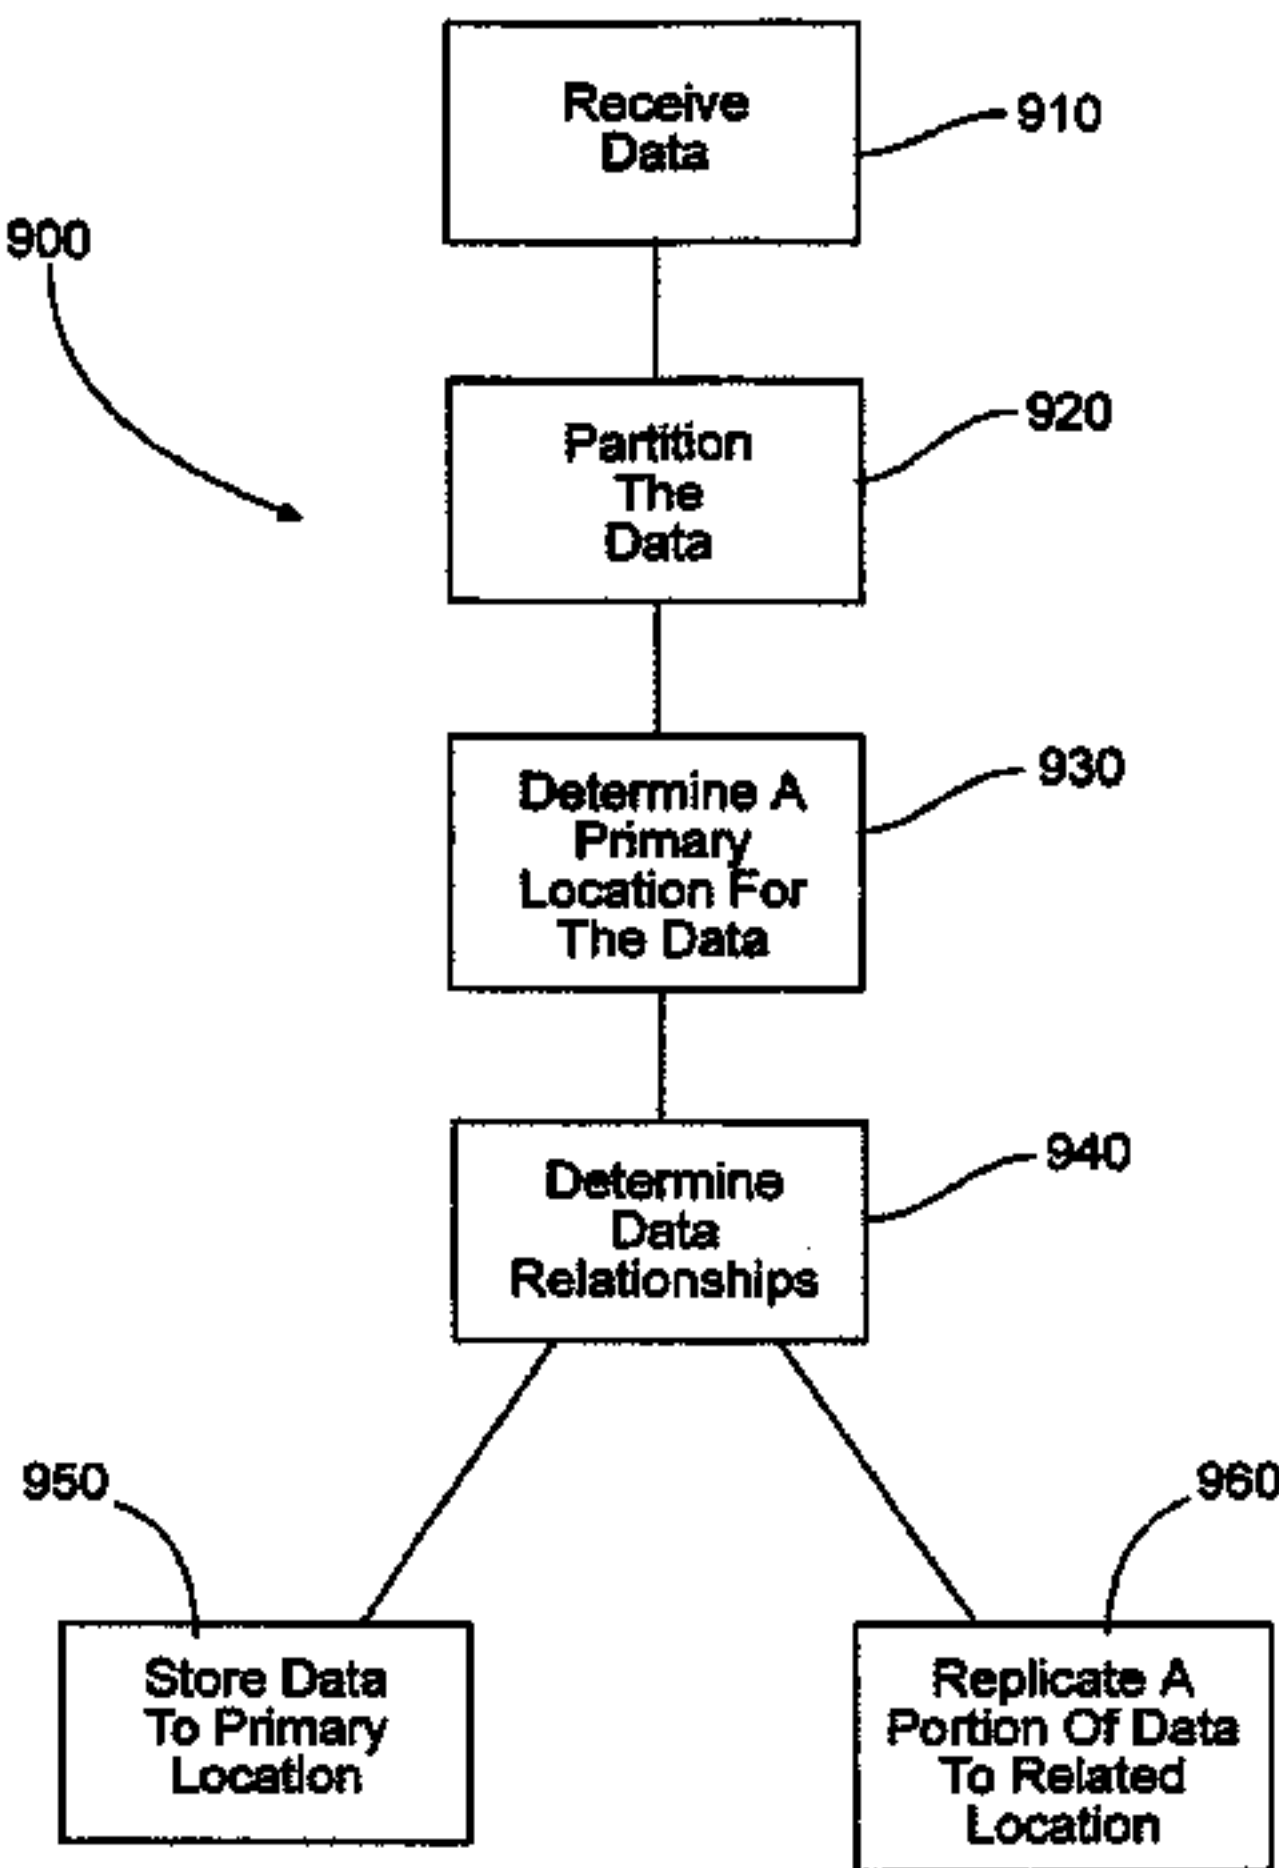 Receive
Data
910
900
Partition
The
Data
920
Determine A
Primary
Location For
The Data
930
Determine
Data
Relationships
940
950
960
Store Data
To Primary
Location
Replicate A
Portion Of Data
To Related
Location